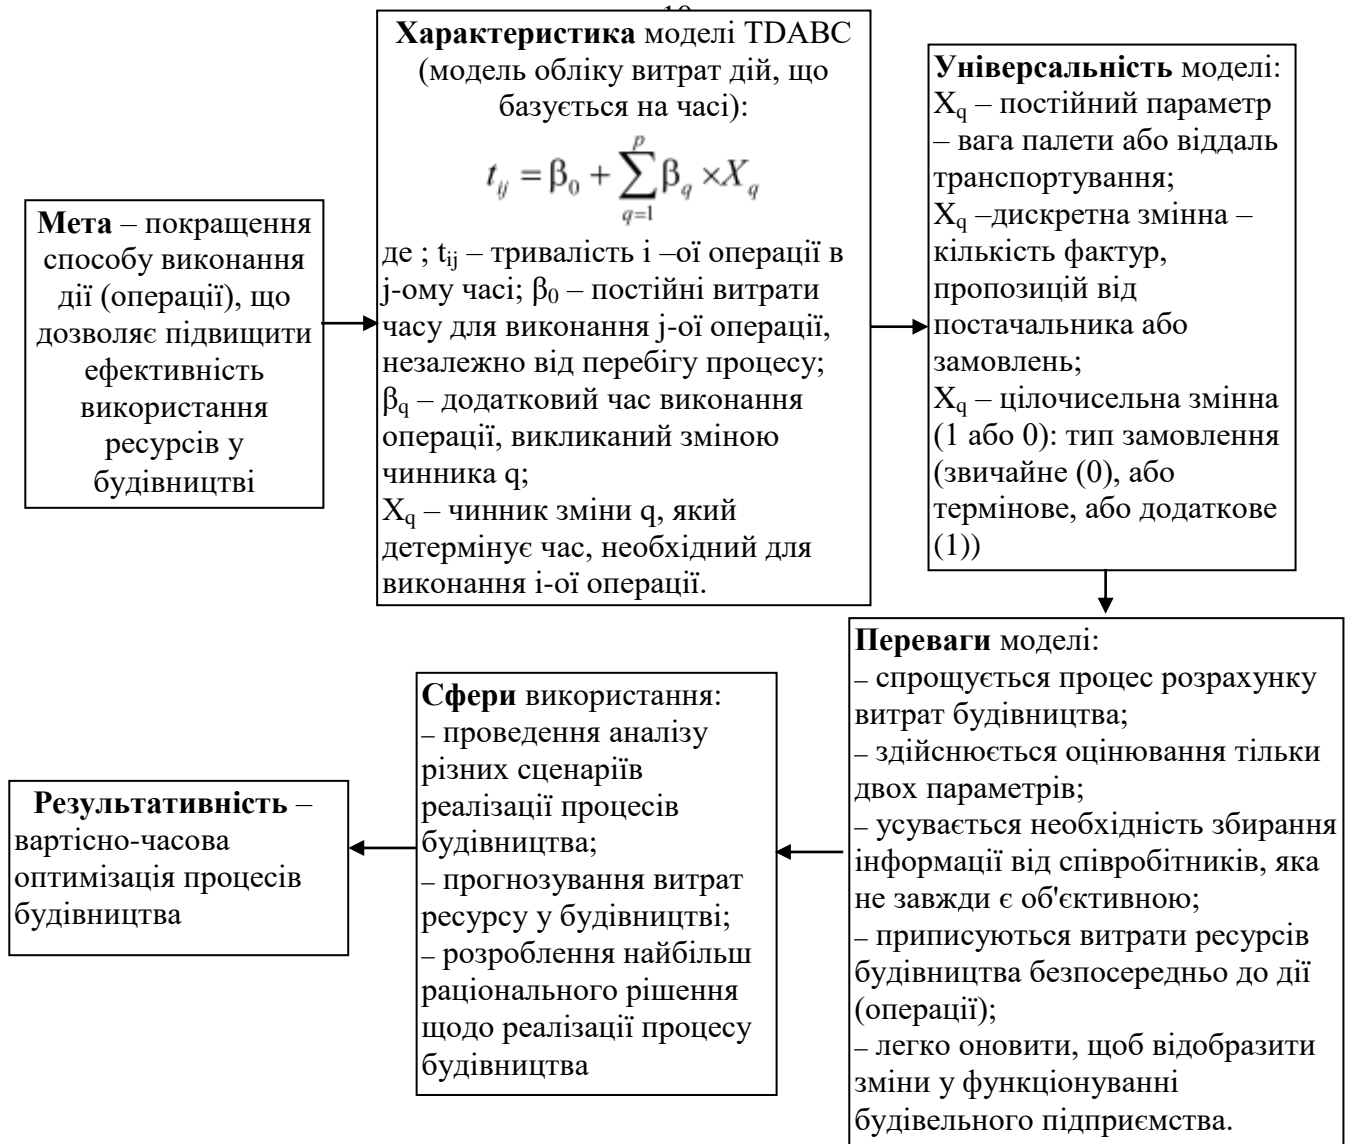 Мета – покращення
способу виконання
дії (операції), що
дозволяє підвищити
ефективність
використання
ресурсів у
будівництві
Характеристика моделі TDABC
(модель обліку витрат дій, що
базується на часі):
t_{ij} = β_0 + \sum_{q=1}^{p} β_q × X_q
де ; t_{ij} – тривалість і –ої операції в
j-ому часі; β_0 – постійні витрати
часу для виконання j-ої операції,
незалежно від перебігу процесу;
β_q – додатковий час виконання
операції, викликаний зміною
чинника q;
X_q – чинник зміни q, який
детермінує час, необхідний для
виконання і-ої операції.
Універсальність моделі:
X_q – постійний параметр
– вага палети або віддаль
транспортування;
X_q –дискретна змінна –
кількість фактур,
пропозицій від
постачальника або
замовлень;
X_q – цілочисельна змінна
(1 або 0): тип замовлення
(звичайне (0), або
термінове, або додаткове
(1))
Переваги моделі:
– спрощується процес розрахунку
витрат будівництва;
– здійснюється оцінювання тільки
двох параметрів;
– усувається необхідність збирання
інформації від співробітників, яка
не завжди є об'єктивною;
– приписуються витрати ресурсів
будівництва безпосередньо до дії
(операції);
– легко оновити, щоб відобразити
зміни у функціонуванні
будівельного підприємства.
Сфери використання:
– проведення аналізу
різних сценаріїв
реалізації процесів
будівництва;
– прогнозування витрат
ресурсу у будівництві;
– розроблення найбільш
раціонального рішення
щодо реалізації процесу
будівництва
Результативність –
вартісно-часова
оптимізація процесів
будівництва